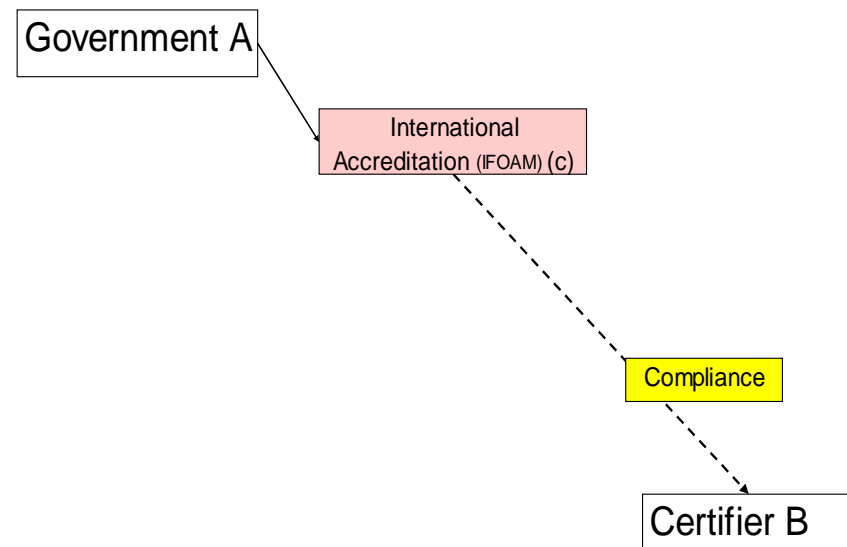 Government A
International
Accreditation (IFOAM) (c)
Compliance
Certifier B